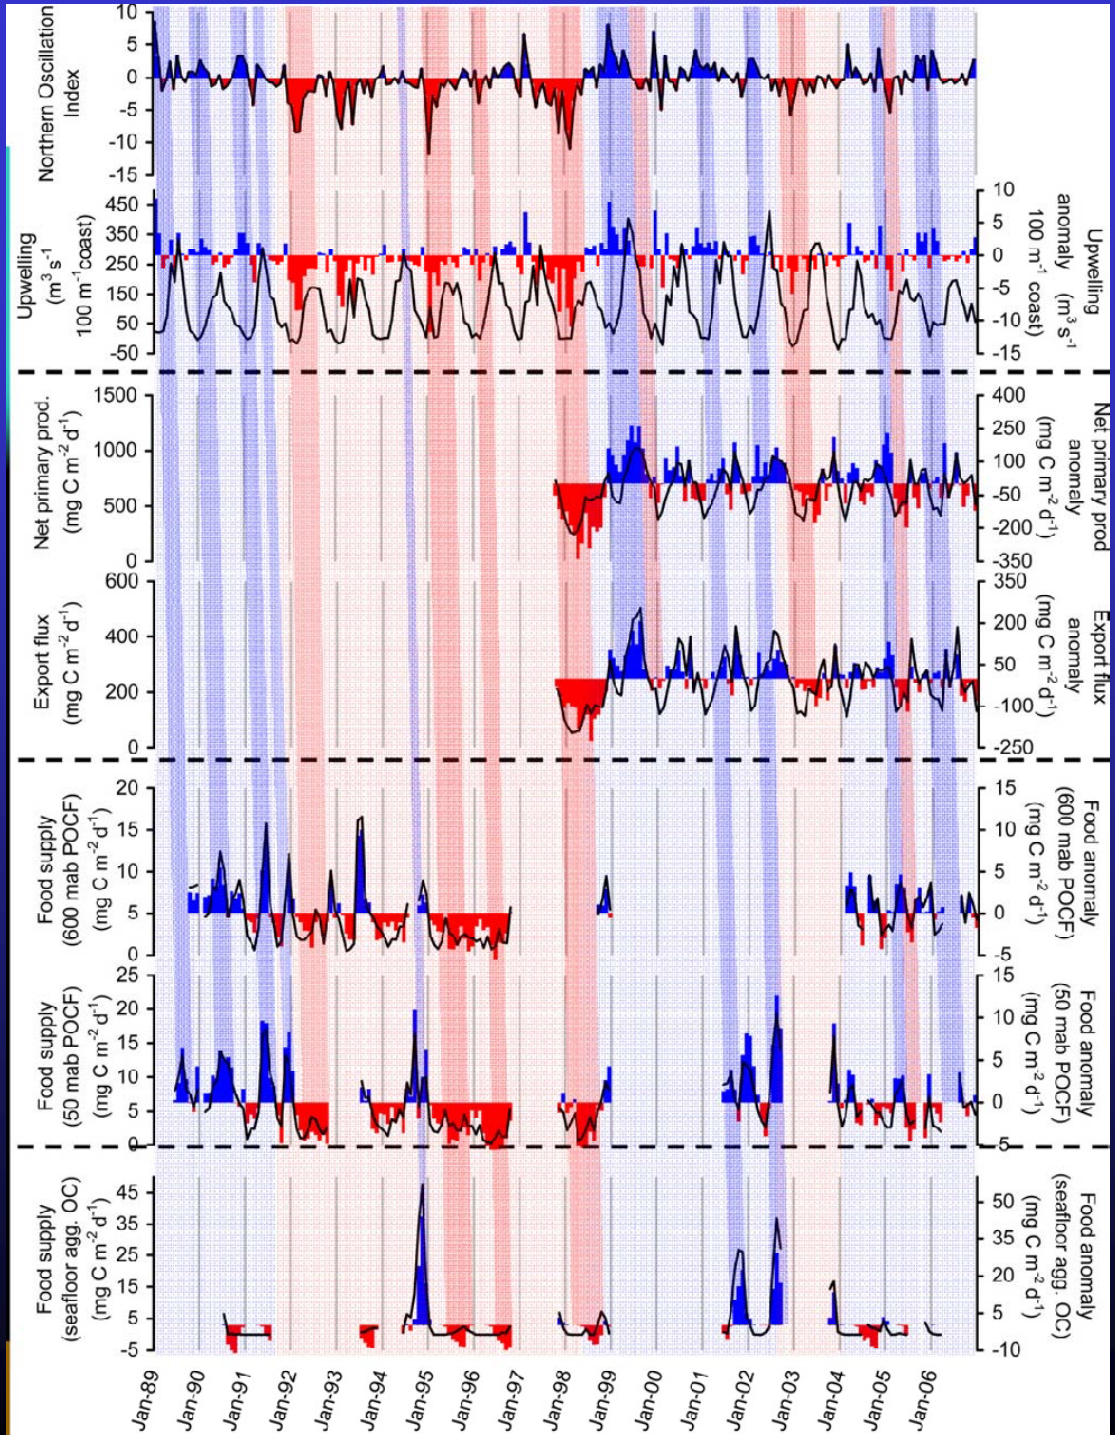 Northern Oscillation
Index
10
5
0
-5
-10
-15
Upwelling
(m³ s⁻¹
100 m⁻¹ coast)
450
350
250
150
50
-50
10
5
0
-5
-10
-15
Upwelling
anomaly (m³ s⁻¹
100 m⁻¹ coast)
Net primary prod.
(mg C m⁻² d⁻¹)
1500
1000
500
0
400
250
100
-50
-200
-350
Net primary prod
anomaly
(mg C m⁻² d⁻¹)
Export flux
(mg C m⁻² d⁻¹)
600
400
200
0
350
200
50
-100
-250
Export flux
anomaly
(mg C m⁻² d⁻¹)
Food supply
(600 mab POCF)
(mg C m⁻² d⁻¹)
20
15
10
5
0
15
10
5
0
-5
Food anomaly
(600 mab POCF)
(mg C m⁻² d⁻¹)
Food supply
(50 mab POCF)
(mg C m⁻² d⁻¹)
25
20
15
10
5
0
15
10
5
0
-5
Food anomaly
(50 mab POCF)
(mg C m⁻² d⁻¹)
Food supply
(seafloor agg. OC)
(mg C m⁻² d⁻¹)
45
35
25
15
5
-5
50
35
20
5
-10
Food anomaly
(seafloor agg. OC)
(mg C m⁻² d⁻¹)
Jan-89 Jan-90 Jan-91 Jan-92 Jan-93 Jan-94 Jan-95 Jan-96 Jan-97 Jan-98 Jan-99 Jan-00 Jan-01 Jan-02 Jan-03 Jan-04 Jan-05 Jan-06